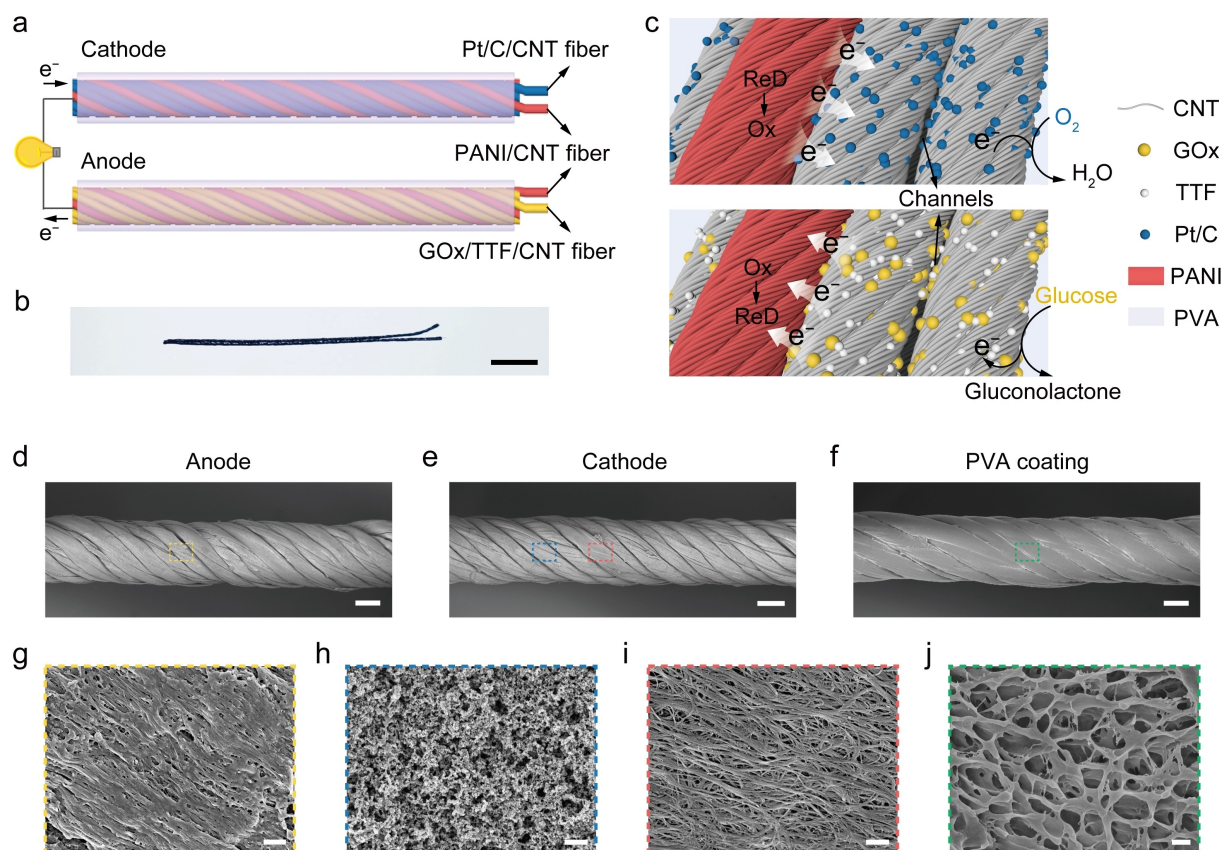 a
Cathode
Pt/C/CNT fiber
e⁻
PANI/CNT fiber
Anode
e⁻
GOx/TTF/CNT fiber
b
c
e⁻
ReD
e⁻
Ox
e⁻
e⁻
O₂
H₂O
Channels
e⁻
Ox
e⁻
ReD
e⁻
Glucose
e⁻
Gluconolactone
CNT
GOx
TTF
Pt/C
PANI
PVA
d
Anode
e
Cathode
f
PVA coating
g
h
i
j